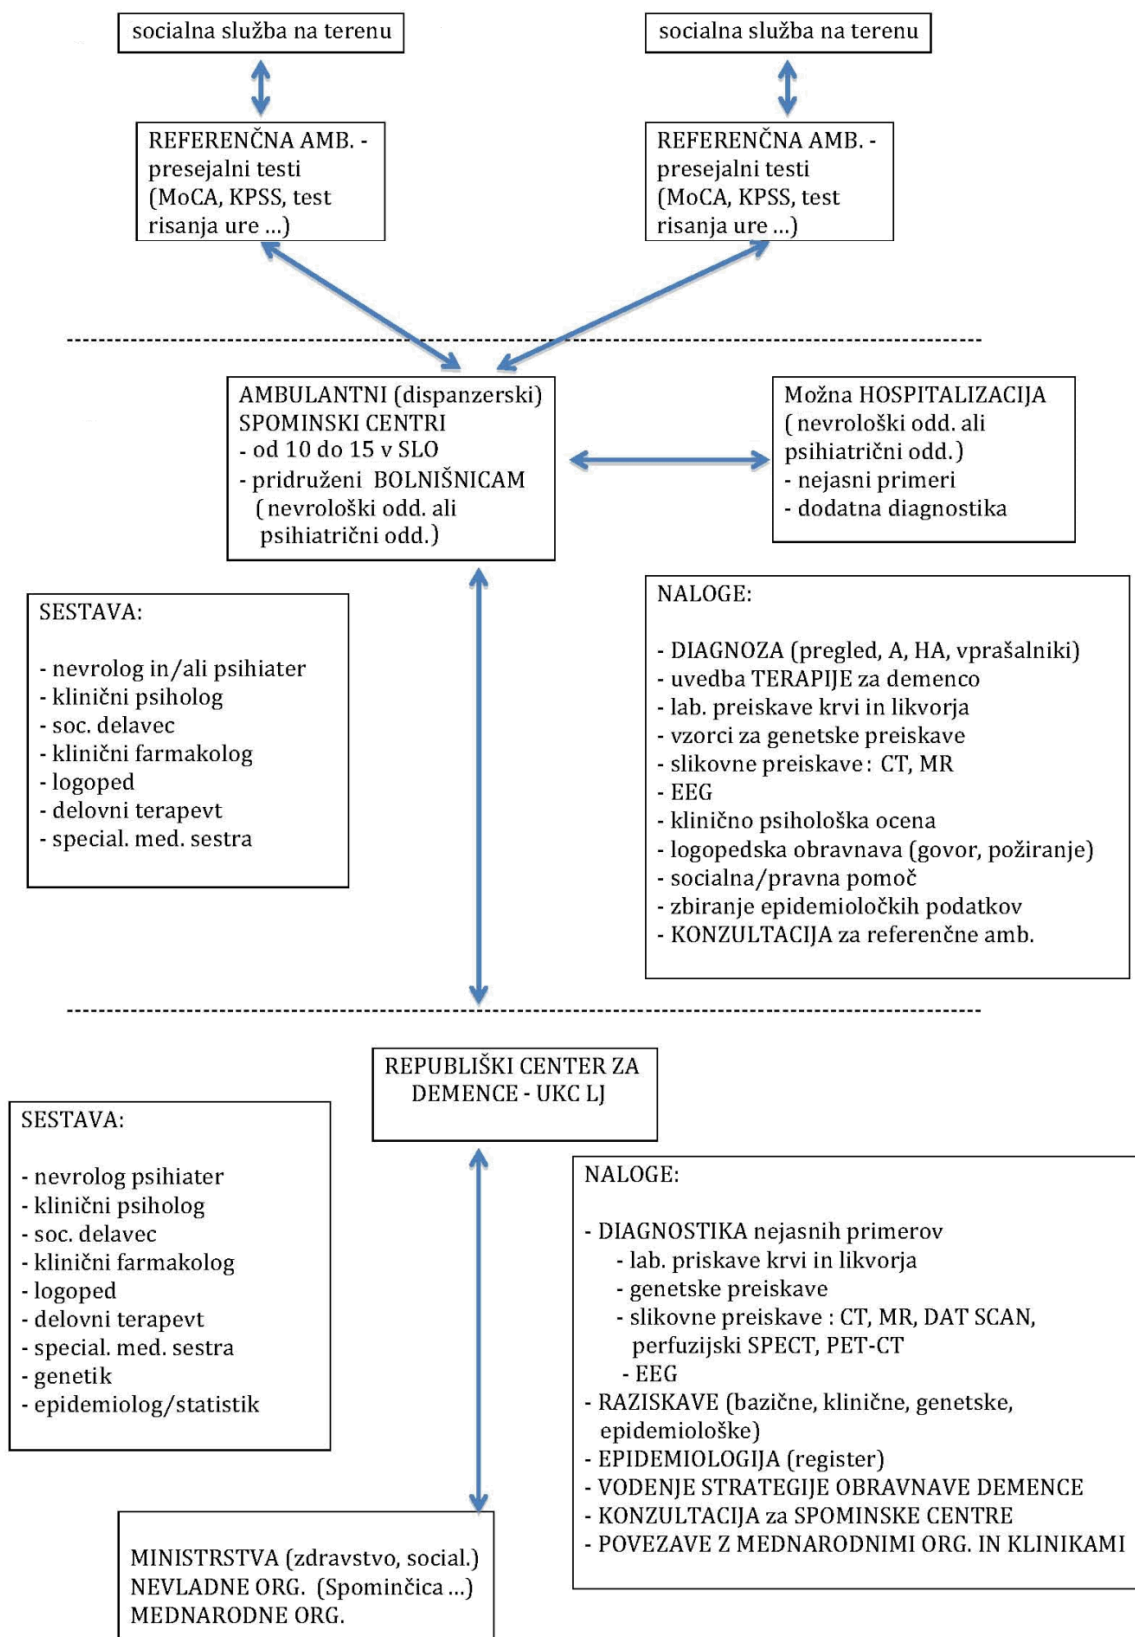 socialna služba na terenu
socialna služba na terenu
REFERENČNA AMB. -
presejalni testi
(MoCA, KPSS, test
risanja ure ...)
REFERENČNA AMB. -
presejalni testi
(MoCA, KPSS, test
risanja ure ...)
AMBULANTNI (dispanzerski)
SPOMINSKI CENTRI
- od 10 do 15 v SLO
- pridruženi BOLNIŠNICAM
(nevrološki odd. ali
psihiatrični odd.)
Možna HOSPITALIZACIJA
(nevrološki odd. ali
psihiatrični odd.)
- nejasni primeri
- dodatna diagnostika
SESTAVA:
- nevrolog in/ali psihiater
- klinični psiholog
- soc. delavec
- klinični farmakolog
- logoped
- delovni terapevt
- special. med. sestra
NALOGE:
- DIAGNOZA (pregled, A, HA, vprašalniki)
- uvedba TERAPIJE za demenco
- lab. preiskave krvi in likvorja
- vzorci za genetske preiskave
- slikovne preiskave : CT, MR
- EEG
- klinično psihološka ocena
- logopedska obravnava (govor, požiranje)
- socialna/pravna pomoč
- zbiranje epidemioločkih podatkov
- KONZULTACIJA za referenčne amb.
REPUBLIŠKI CENTER ZA
DEMENCE - UKC LJ
SESTAVA:
- nevrolog psihiater
- klinični psiholog
- soc. delavec
- klinični farmakolog
- logoped
- delovni terapevt
- special. med. sestra
- genetik
- epidemiolog/statistik
NALOGE:
- DIAGNOSTIKA nejasnih primerov
- lab. priskave krvi in likvorja
- genetske preiskave
- slikovne preiskave : CT, MR, DAT SCAN,
perfuzijski SPECT, PET-CT
- EEG
- RAZISKAVE (bazične, klinične, genetske,
epidemiološke)
- EPIDEMIOLOGIJA (register)
- VODENJE STRATEGIJE OBRAVNAVE DEMENCE
- KONZULTACIJA za SPOMINSKE CENTRE
- POVEZAVE Z MEDNARODNIMI ORG. IN KLINIKAMI
MINISTRSTVA (zdravstvo, social.)
NEVLADNE ORG. (Spominčica ...)
MEDNARODNE ORG.